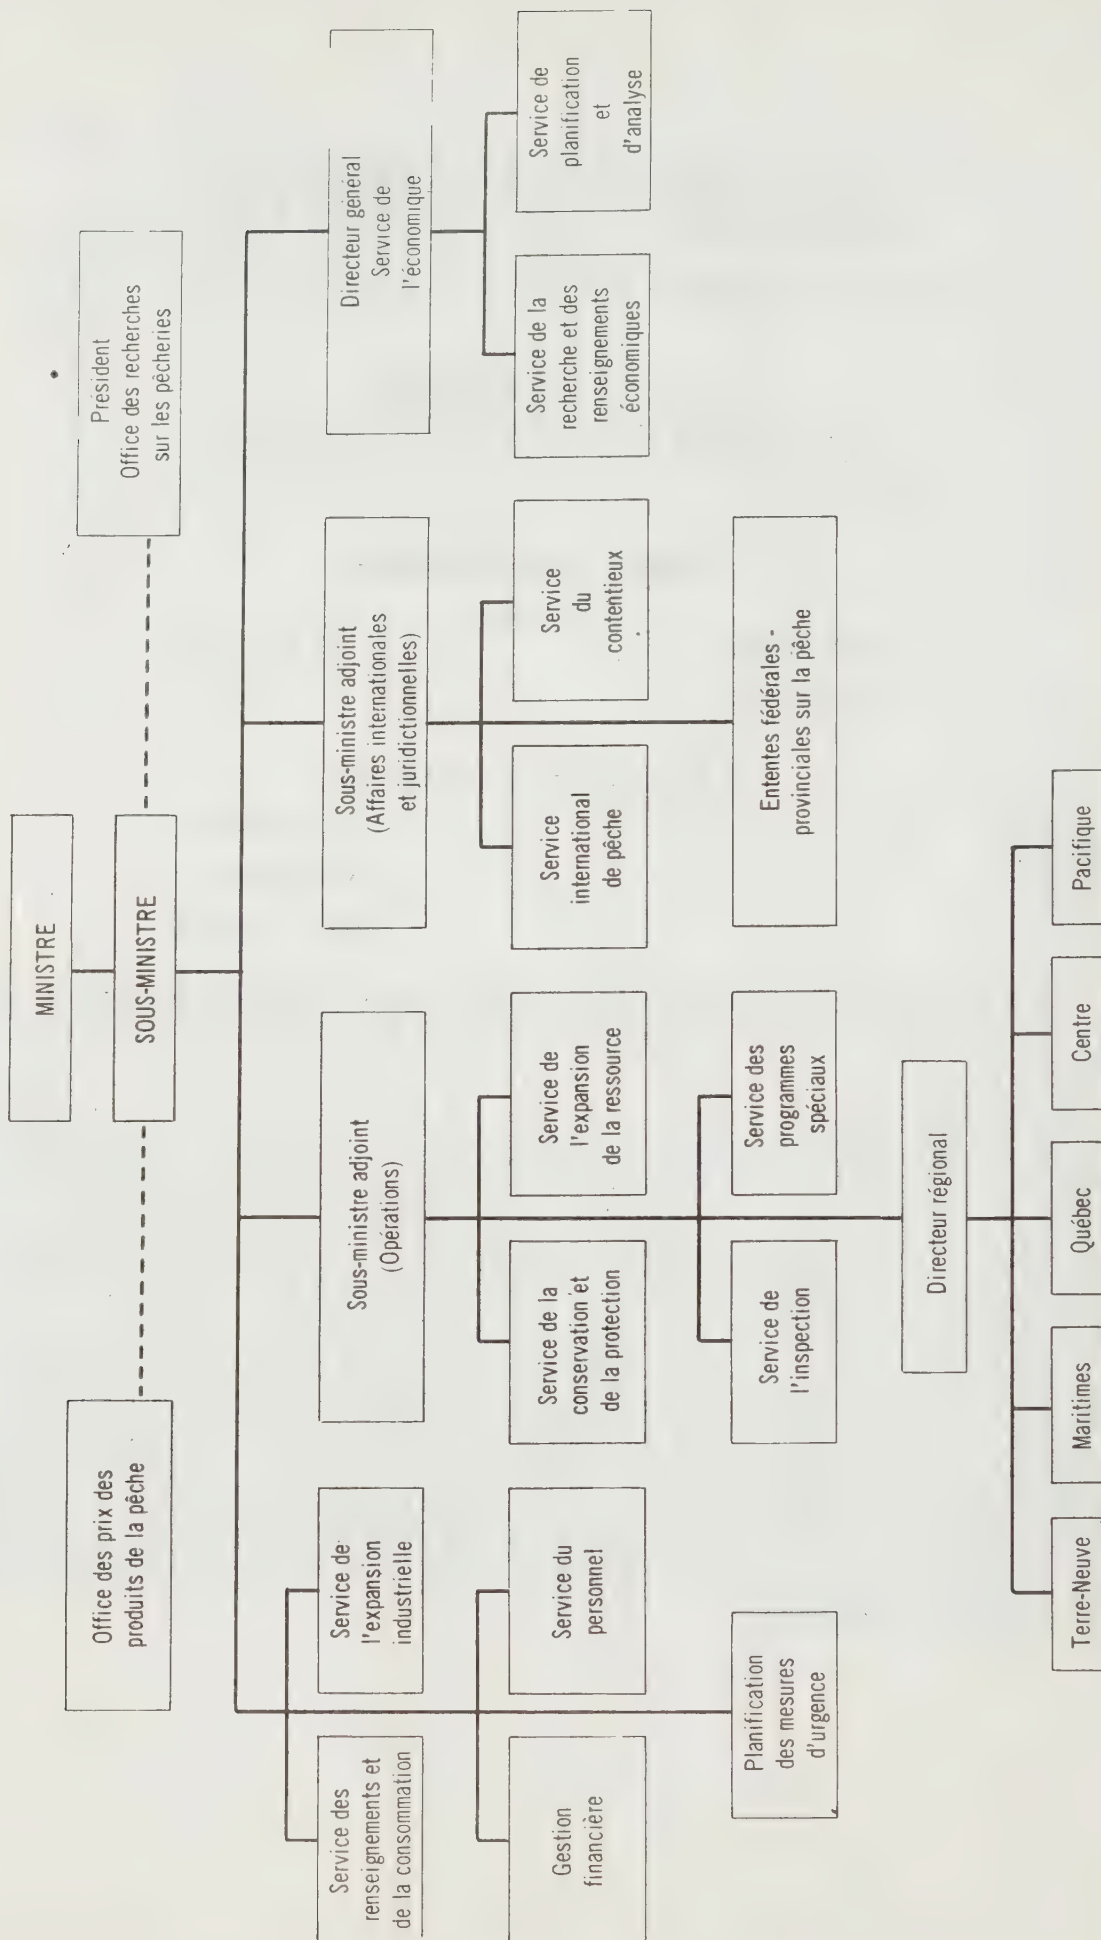 MINISTRE
SOUS-MINISTRE
Office des prix des
produits de la pêche
Président
Office des recherches
sur les pêcheries
Service des
renseignements et
de la consommation
Service de
l'expansion
industrielle
Gestion
financière
Service du
personnel
Planification
des mesures
d'urgence
Sous-ministre adjoint
(Opérations)
Service de la
conservation et
de la protection
Service de
l'expansion
de la ressource
Service de
l'inspection
Service des
programmes
spéciaux
Directeur régional
Terre-Neuve
Maritimes
Québec
Centre
Pacifique
Sous-ministre adjoint
(Affaires internationales
et juridictionnelles)
Service
international
de pêche
Service
du
contentieux
Ententes fédérales -
provinciales sur la pêche
Directeur général
Service de
l'économique
Service de la
recherche et des
renseignements
économiques
Service de
planification
et
d'analyse